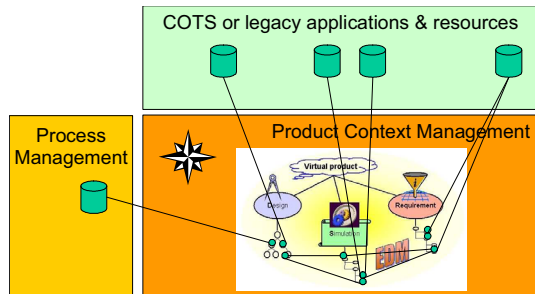 COTS or legacy applications & resources
Process
Management
Product Context Management
Virtual product
Design
Requirement
Simulation
EDM